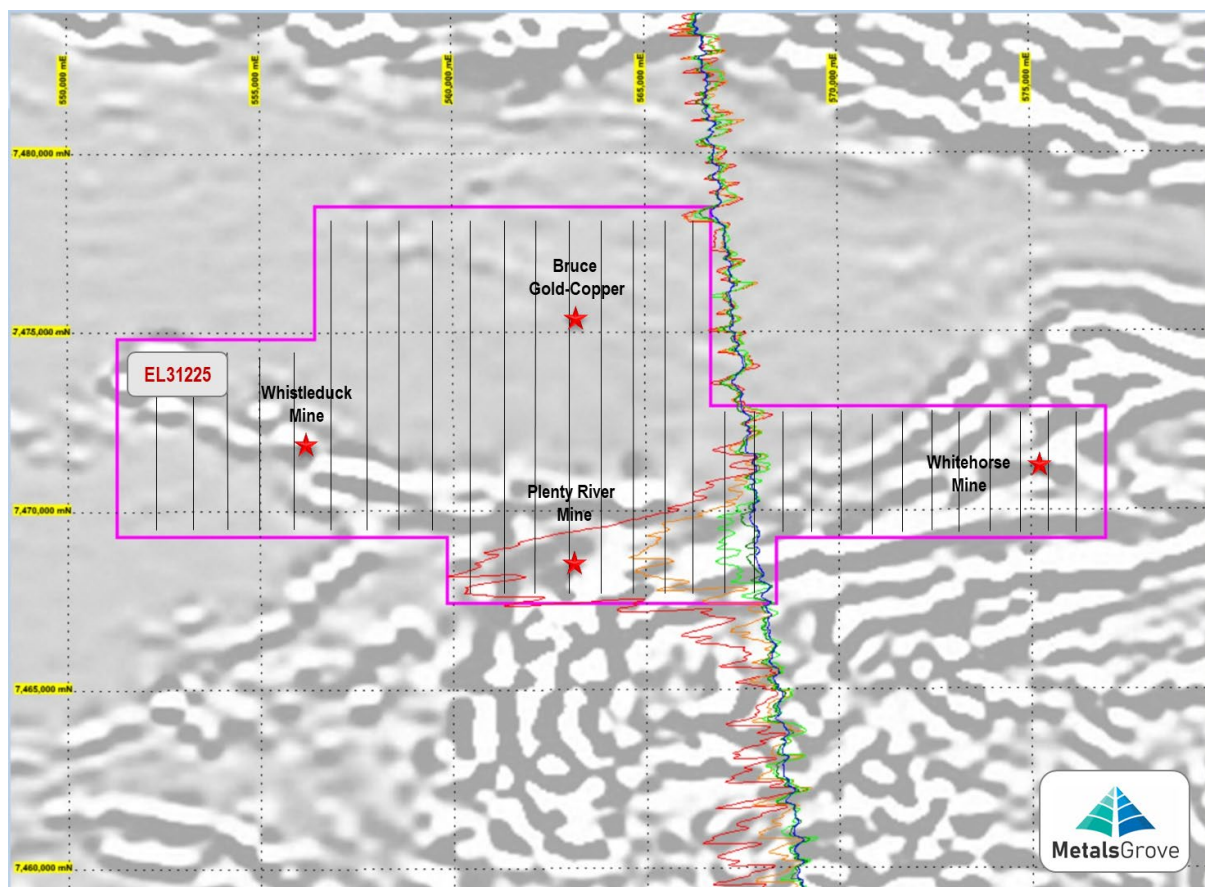 550,000 mE
555,000 mE
560,000 mE
565,000 mE
570,000 mE
575,000 mE
7,480,000 mN
7,475,000 mN
7,470,000 mN
7,465,000 mN
7,460,000 mN
Bruce
Gold-Copper
EL31225
Whistleduck
Mine
Plenty River
Mine
Whitehorse
Mine
MetalsGrove